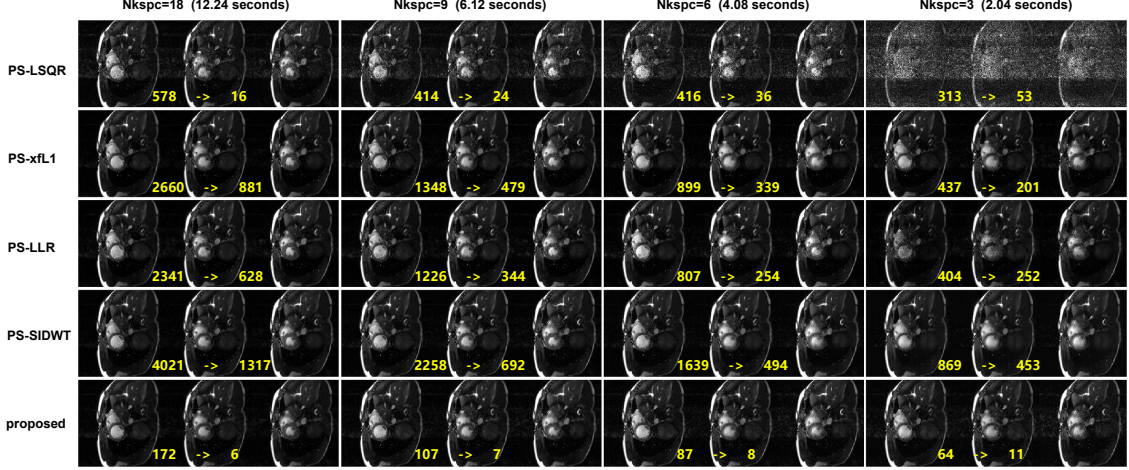 Nkspc=18 (12.24 seconds) Nkspc=9 (6.12 seconds) Nkspc=6 (4.08 seconds) Nkspc=3 (2.04 seconds)
PS-LSQR 578 -> 16 414 -> 24 416 -> 36 313 -> 53
PS-xfL1 2660 -> 881 1348 -> 479 899 -> 339 437 -> 201
PS-LLR 2341 -> 628 1226 -> 344 807 -> 254 404 -> 252
PS-SIDWT 4021 -> 1317 2258 -> 692 1639 -> 494 869 -> 453
proposed 172 -> 6 107 -> 7 87 -> 8 64 -> 11